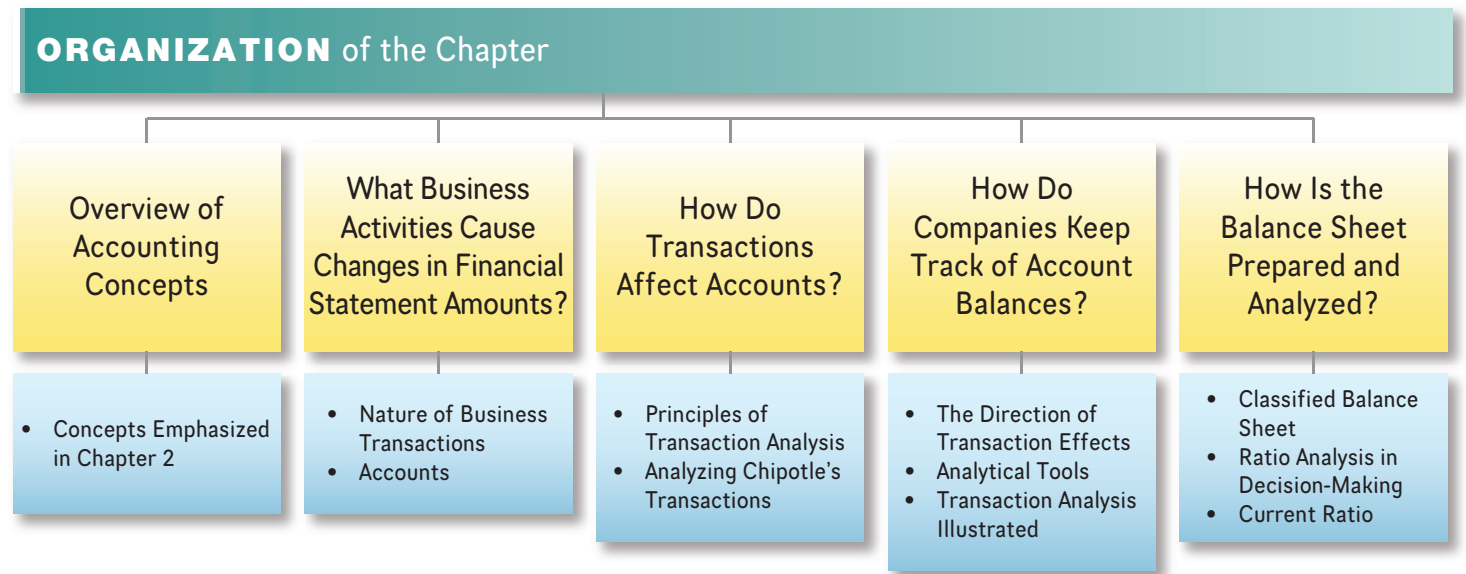 ORGANIZATION of the Chapter
Overview of
Accounting
Concepts
• Concepts Emphasized
in Chapter 2
What Business
Activities Cause
Changes in Financial
Statement Amounts?
• Nature of Business
Transactions
• Accounts
How Do
Transactions
Affect Accounts?
• Principles of
Transaction Analysis
• Analyzing Chipotle’s
Transactions
How Do
Companies Keep
Track of Account
Balances?
• The Direction of
Transaction Effects
• Analytical Tools
• Transaction Analysis
Illustrated
How Is the
Balance Sheet
Prepared and
Analyzed?
• Classified Balance
Sheet
• Ratio Analysis in
Decision-Making
• Current Ratio